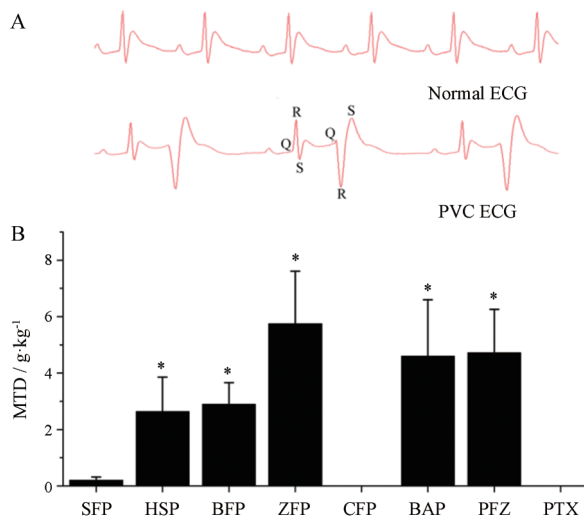 A
Normal ECG
R
S
Q
Q
S
R
PVC ECG
B
MTD / g·kg⁻¹
8
6
4
2
0
* * * * *
SFP HSP BFP ZFP CFP BAP PFZ PTX